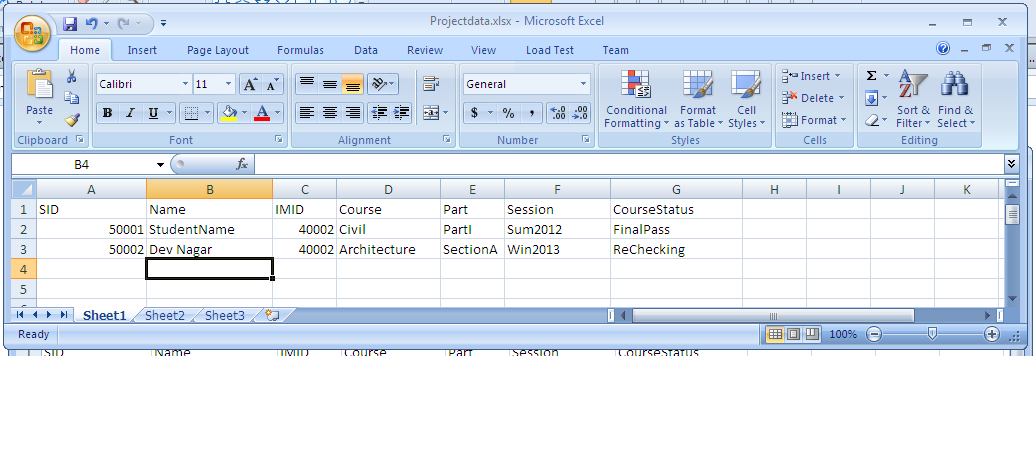 Projectdata.xlsx - Microsoft Excel
Home Insert Page Layout Formulas Data Review View Load Test Team
Calibri 11 A A General Insert Σ A Z
Paste B I U A $ % , .00 .0 Conditional Formatting Format as Table Cell Styles Delete Format Sort & Filter Find & Select
Clipboard Font Alignment Number Styles Cells Editing
B4 fx
A B C D E F G H I J K
1 SID Name IMID Course Part Session CourseStatus
2 50001 StudentName 40002 Civil PartI Sum2012 FinalPass
3 50002 Dev Nagar 40002 Architecture SectionA Win2013 ReChecking
4
5
Sheet1 Sheet2 Sheet3
Ready 100%
SID Name IMID Course Part Session CourseStatus